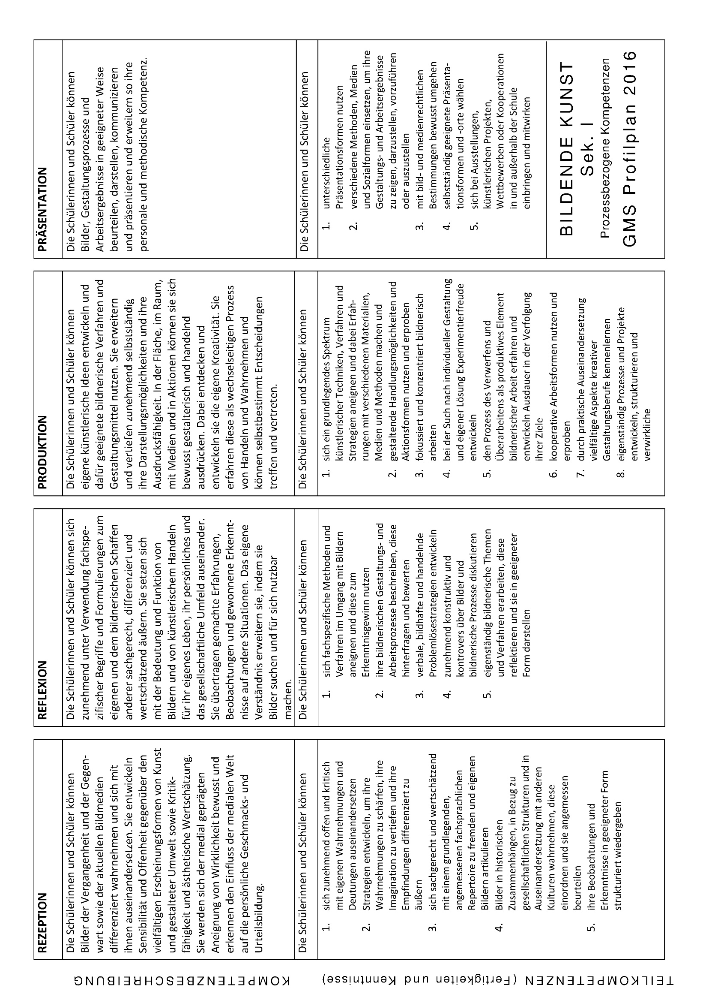 REZEPTION
Die Schülerinnen und Schüler können
Bilder der Vergangenheit und der Gegen-
wart sowie der aktuellen Bildmedien
differenziert wahrnehmen und sich mit
ihnen auseinandersetzen. Sie entwickeln
Sensibilität und Offenheit gegenüber den
vielfältigen Erscheinungsformen von Kunst
und gestalteter Umwelt sowie Kritik-
fähigkeit und ästhetische Wertschätzung.
Sie werden sich der medial geprägten
Aneignung von Wirklichkeit bewusst und
erkennen den Einfluss der medialen Welt
auf die persönliche Geschmacks- und
Urteilsbildung.
Die Schülerinnen und Schüler können
1. sich zunehmend offen und kritisch
mit eigenen Wahrnehmungen und
Deutungen auseinandersetzen
2. Strategien entwickeln, um ihre
Wahrnehmungen zu schärfen, ihre
Imagination zu vertiefen und ihre
Empfindungen differenziert zu
äußern
3. sich sachgerecht und wertschätzend
mit einem grundlegenden,
angemessenen fachsprachlichen
Repertoire zu fremden und eigenen
Bildern artikulieren
4. Bilder in historischen
Zusammenhängen, in Bezug zu
gesellschaftlichen Strukturen und in
Auseinandersetzung mit anderen
Kulturen wahrnehmen, diese
einordnen und sie angemessen
beurteilen
5. ihre Beobachtungen und
Erkenntnisse in geeigneter Form
strukturiert wiedergeben
REFLEXION
Die Schülerinnen und Schüler können sich
zunehmend unter Verwendung fachspe-
zifischer Begriffe und Formulierungen zum
eigenen und dem bildnerischen Schaffen
anderer sachgerecht, differenziert und
wertschätzend äußern. Sie setzen sich
mit der Bedeutung und Funktion von
Bildern und von künstlerischem Handeln
für ihr eigenes Leben, ihr persönliches und
das gesellschaftliche Umfeld auseinander.
Sie übertragen gemachte Erfahrungen,
Beobachtungen und gewonnene Erkennt-
nisse auf andere Situationen. Das eigene
Verständnis erweitern sie, indem sie
Bilder suchen und für sich nutzbar
machen.
Die Schülerinnen und Schüler können
1. sich fachspezifische Methoden und
Verfahren im Umgang mit Bildern
aneignen und diese zum
Erkenntnisgewinn nutzen
2. ihre bildnerischen Gestaltungs- und
Arbeitsprozesse beschreiben, diese
hinterfragen und bewerten
3. verbale, bildhafte und handelnde
Problemlösestrategien entwickeln
4. zunehmend konstruktiv und
kontrovers über Bilder und
bildnerische Prozesse diskutieren
5. eigenständig bildnerische Themen
und Verfahren erarbeiten, diese
reflektieren und sie in geeigneter
Form darstellen
PRODUKTION
Die Schülerinnen und Schüler können
eigene künstlerische Ideen entwickeln und
dafür geeignete bildnerische Verfahren und
Gestaltungsmittel nutzen. Sie erweitern
und vertiefen zunehmend selbstständig
ihre Darstellungsmöglichkeiten und ihre
Ausdrucksfähigkeit. In der Fläche, im Raum,
mit Medien und in Aktionen können sie sich
bewusst gestalterisch und handelnd
ausdrücken. Dabei entdecken und
entwickeln sie die eigene Kreativität. Sie
erfahren diese als wechselseitigen Prozess
von Handeln und Wahrnehmen und
können selbstbestimmt Entscheidungen
treffen und vertreten.
Die Schülerinnen und Schüler können
1. sich ein grundlegendes Spektrum
künstlerischer Techniken, Verfahren und
Strategien aneignen und dabei Erfah-
rungen mit verschiedenen Materialien,
Medien und Methoden machen und
2. gestaltende Handlungsmöglichkeiten und
Aktionsformen nutzen und erproben
3. fokussiert und konzentriert bildnerisch
arbeiten
4. bei der Such nach individueller Gestaltung
und eigener Lösung Experimentierfreude
entwickeln
5. den Prozess des Verwerfens und
Überarbeitens als produktives Element
bildnerischer Arbeit erfahren und
entwickeln Ausdauer in der Verfolgung
ihrer Ziele
6. kooperative Arbeitsformen nutzen und
erproben
7. durch praktische Auseinandersetzung
vielfältige Aspekte kreativer
Gestaltungsberufe kennenlernen
8. eigenständig Prozesse und Projekte
entwickeln, strukturieren und
verwirkliche
PRÄSENTATION
Die Schülerinnen und Schüler können
Bilder, Gestaltungsprozesse und
Arbeitsergebnisse in geeigneter Weise
beurteilen, darstellen, kommunizieren
und präsentieren und erweitern so ihre
personale und methodische Kompetenz.
Die Schülerinnen und Schüler können
1. unterschiedliche
Präsentationsformen nutzen
2. verschiedene Methoden, Medien
und Sozialformen einsetzen, um ihre
Gestaltungs- und Arbeitsergebnisse
zu zeigen, darzustellen, vorzuführen
oder auszustellen
3. mit bild- und medienrechtlichen
Bestimmungen bewusst umgehen
4. selbstständig geeignete Präsenta-
tionsformen und -orte wählen
5. sich bei Ausstellungen,
künstlerischen Projekten,
Wettbewerben oder Kooperationen
in und außerhalb der Schule
einbringen und mitwirken
BILDENDE KUNST
Sek. I
Prozessbezogene Kompetenzen
GMS Profilplan 2016
KOMPETENZBESCHREIBUNG
TEILKOMPETENZEN (Fertigkeiten und Kenntnisse)